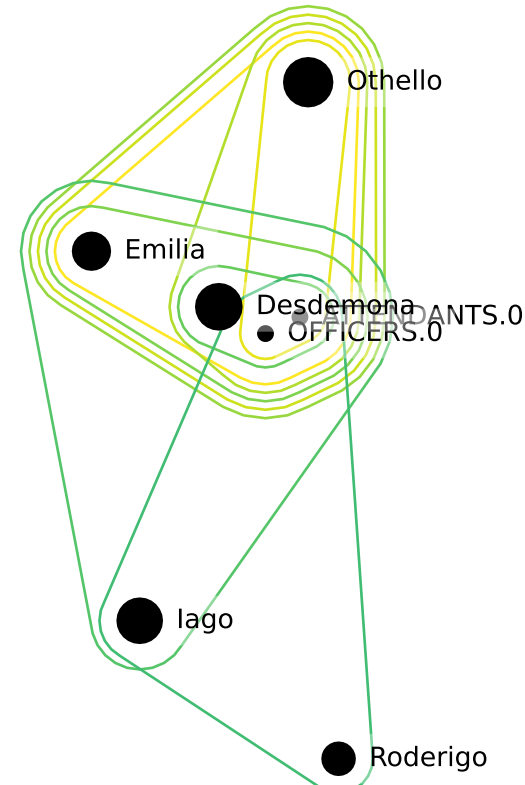 Othello
Emilia
Desdemona
ATTENDANTS.0
OFFICERS.0
Iago
Roderigo